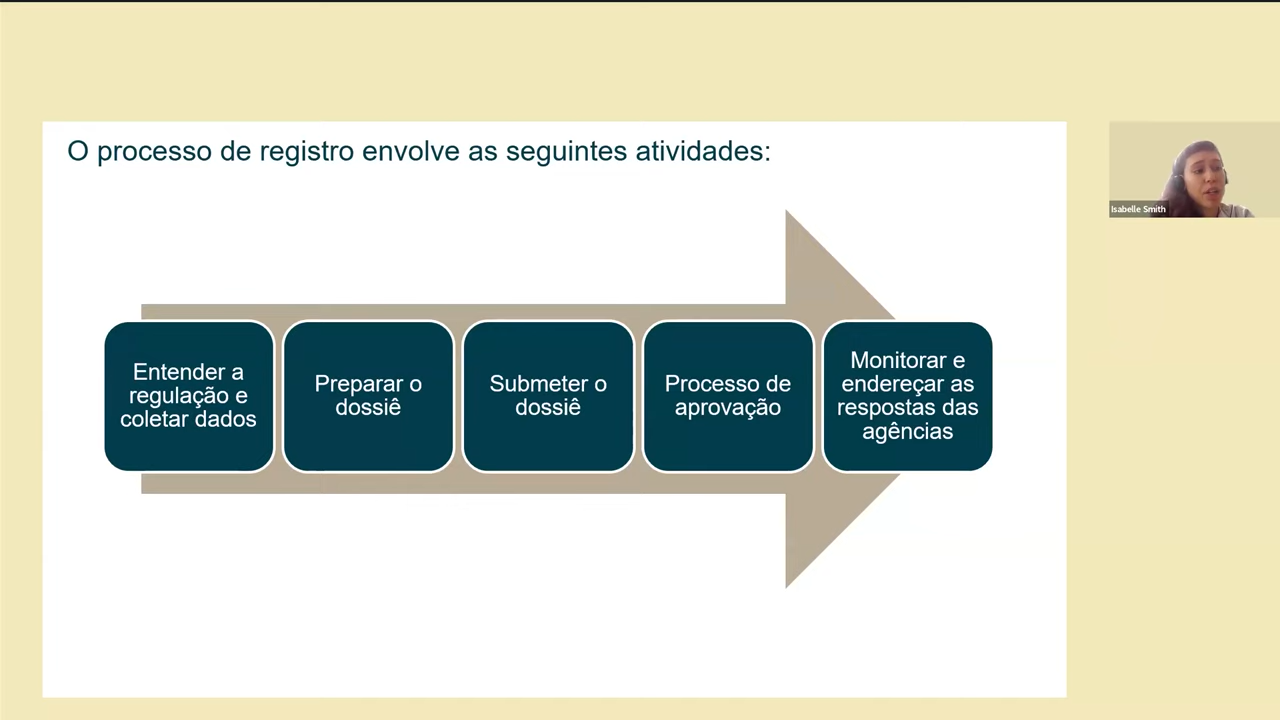 O processo de registro envolve as seguintes atividades:
Isabelle Smith
Entender a
regulação e
coletar dados
Preparar o
dossiê
Submeter o
dossiê
Processo de
aprovação
Monitorar e
endereçar as
respostas das
agências